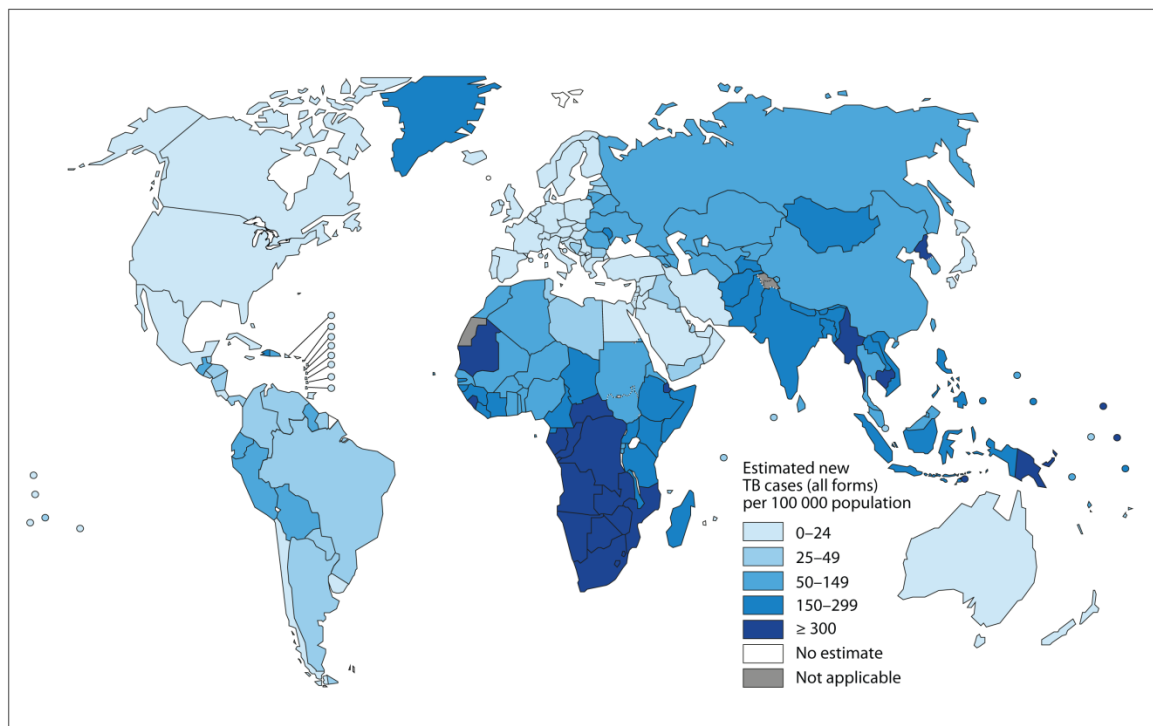 Estimated new
TB cases (all forms)
per 100 000 population
0–24
25–49
50–149
150–299
≥ 300
No estimate
Not applicable